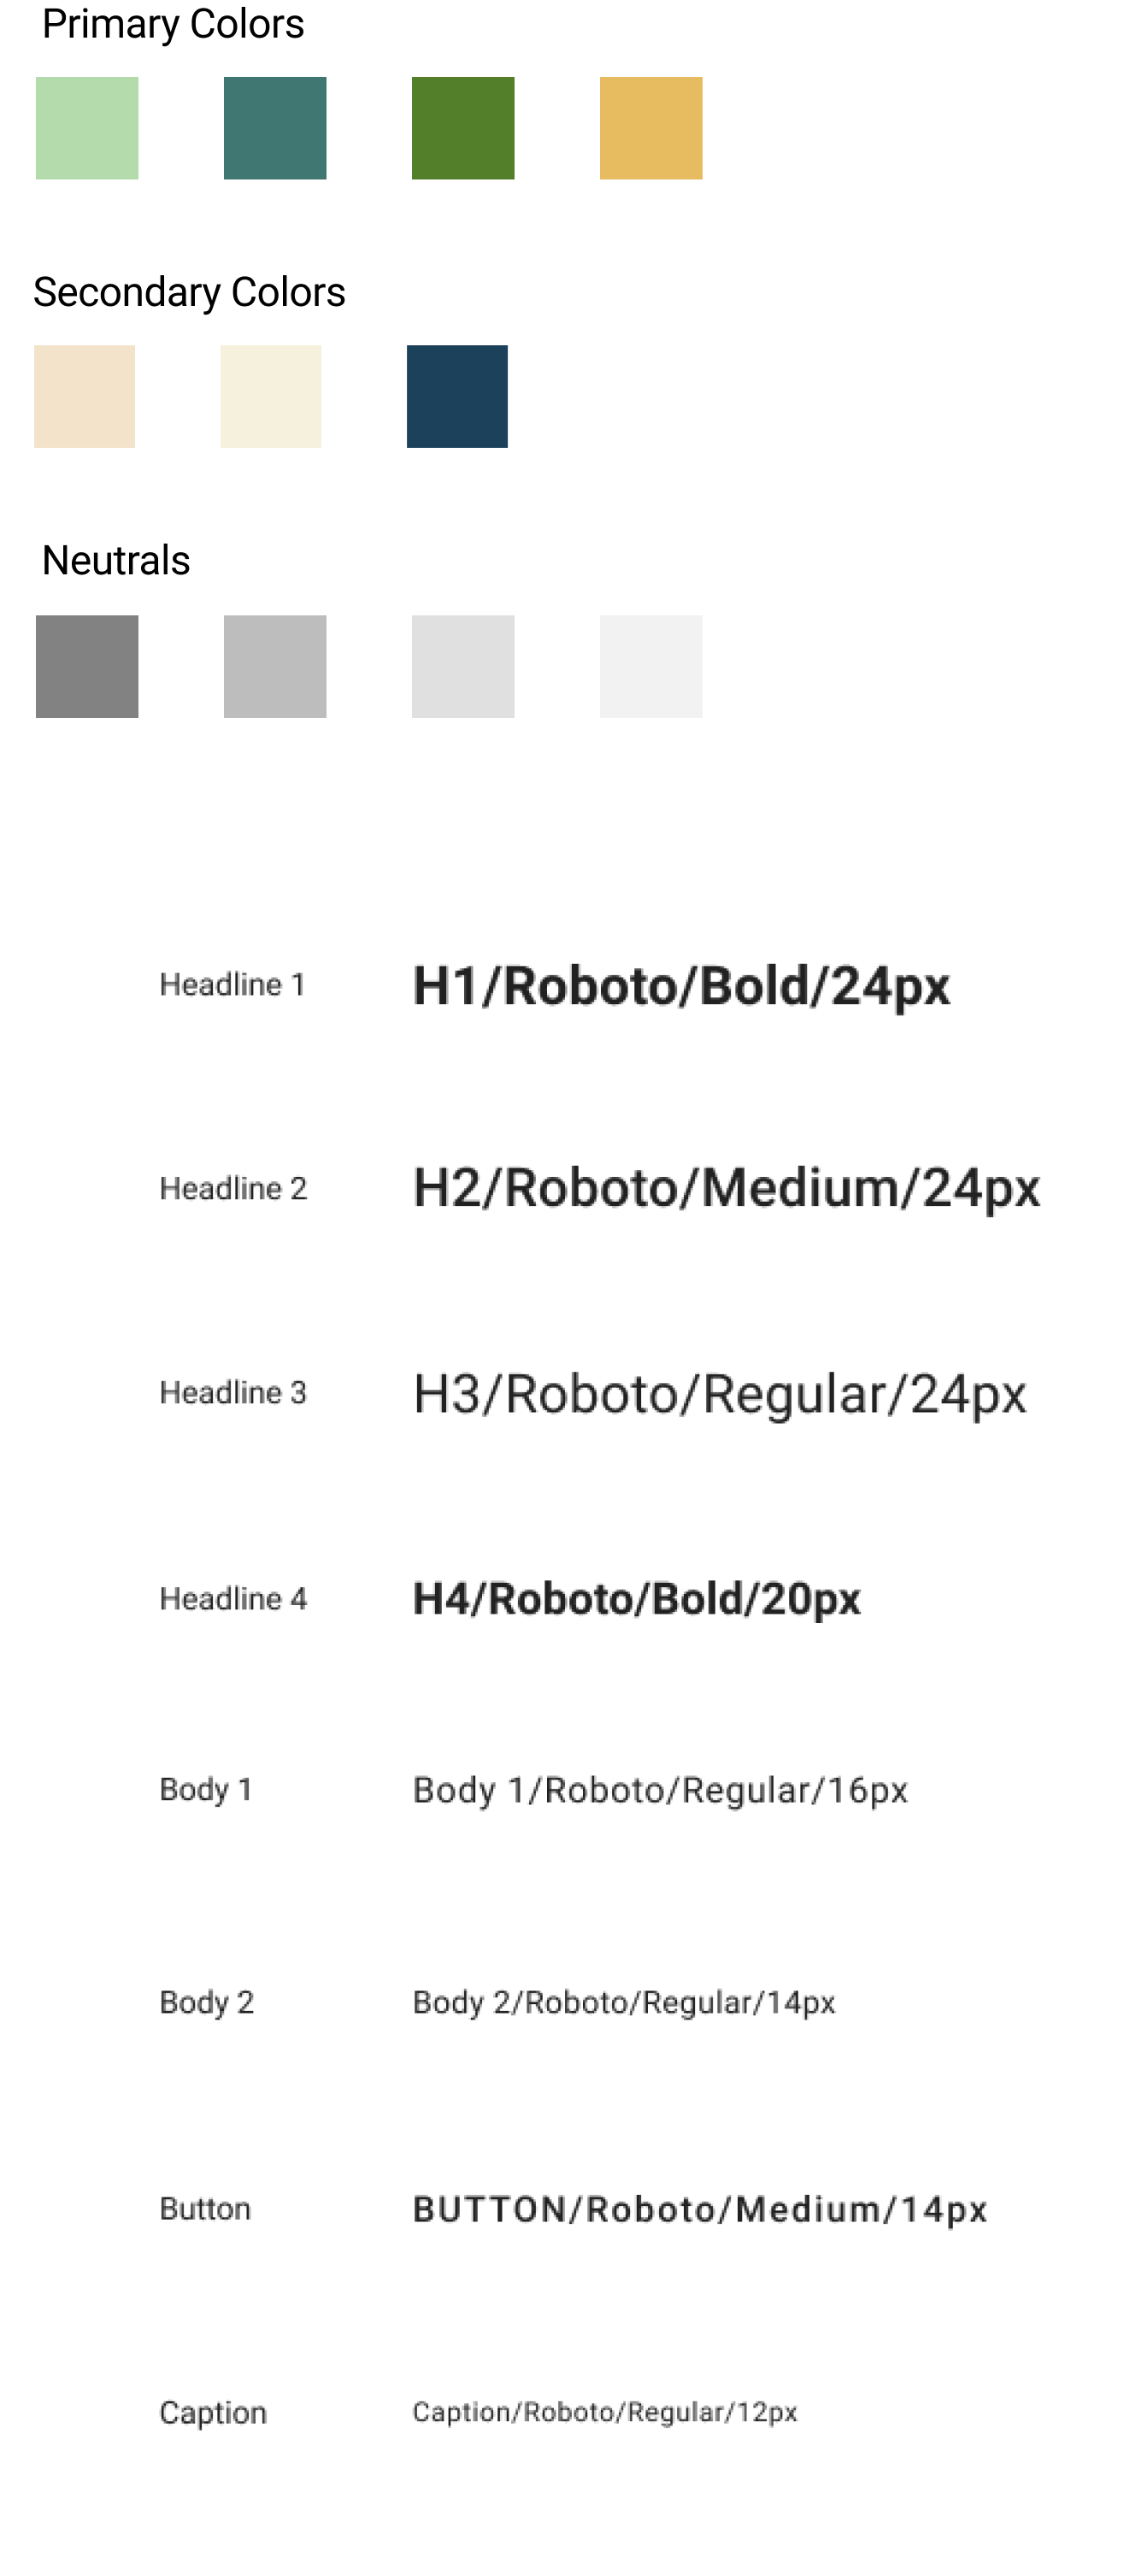 Primary Colors
Secondary Colors
Neutrals
Headline 1 H1/Roboto/Bold/24px
Headline 2 H2/Roboto/Medium/24px
Headline 3 H3/Roboto/Regular/24px
Headline 4 H4/Roboto/Bold/20px
Body 1 Body 1/Roboto/Regular/16px
Body 2 Body 2/Roboto/Regular/14px
Button BUTTON/Roboto/Medium/14px
Caption Caption/Roboto/Regular/12px